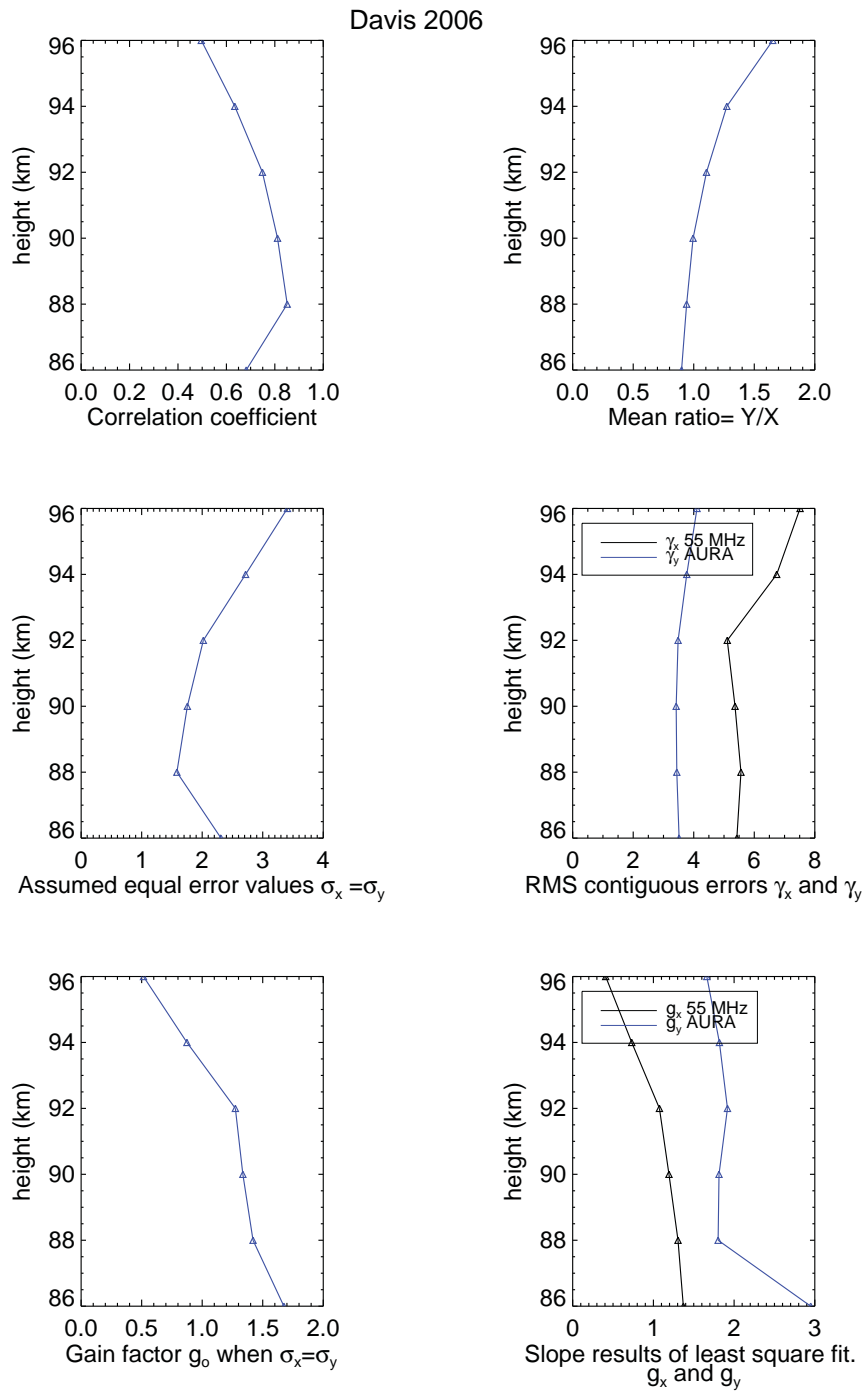 Davis 2006
96
94
92
90
88
86
height (km)
0.0 0.2 0.4 0.6 0.8 1.0
Correlation coefficient
96
94
92
90
88
86
height (km)
0.0 0.5 1.0 1.5 2.0
Mean ratio= Y/X
96
94
92
90
88
86
height (km)
0 1 2 3 4
Assumed equal error values σx =σy
96
94
92
90
88
86
height (km)
γx 55 MHz
γy AURA
0 2 4 6 8
RMS contiguous errors γx and γy
96
94
92
90
88
86
height (km)
0.0 0.5 1.0 1.5 2.0
Gain factor go when σx=σy
96
94
92
90
88
86
height (km)
gx 55 MHz
gy AURA
0 1 2 3
Slope results of least square fit.
gx and gy